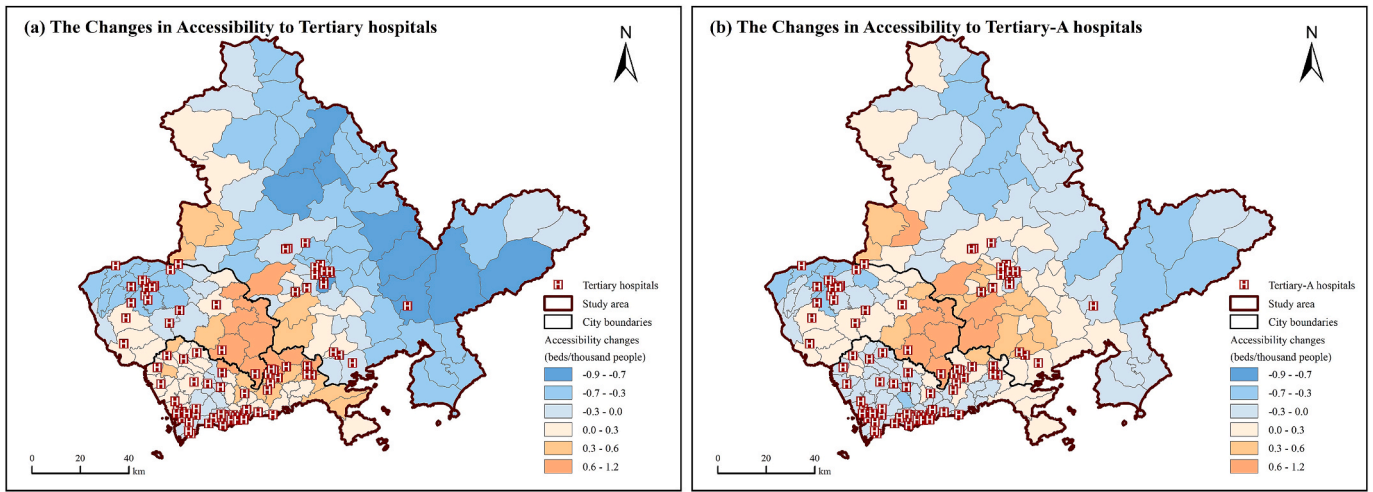 (a) The Changes in Accessibility to Tertiary hospitals
N
H Tertiary hospitals
Study area
City boundaries
Accessibility changes
(beds/thousand people)
-0.9 - -0.7
-0.7 - -0.3
-0.3 - 0.0
0.0 - 0.3
0.3 - 0.6
0.6 - 1.2
0 20 40
km
(b) The Changes in Accessibility to Tertiary-A hospitals
N
H Tertiary-A hospitals
Study area
City boundaries
Accessibility changes
(beds/thousand people)
-0.9 - -0.7
-0.7 - -0.3
-0.3 - 0.0
0.0 - 0.3
0.3 - 0.6
0.6 - 1.2
0 20 40
km